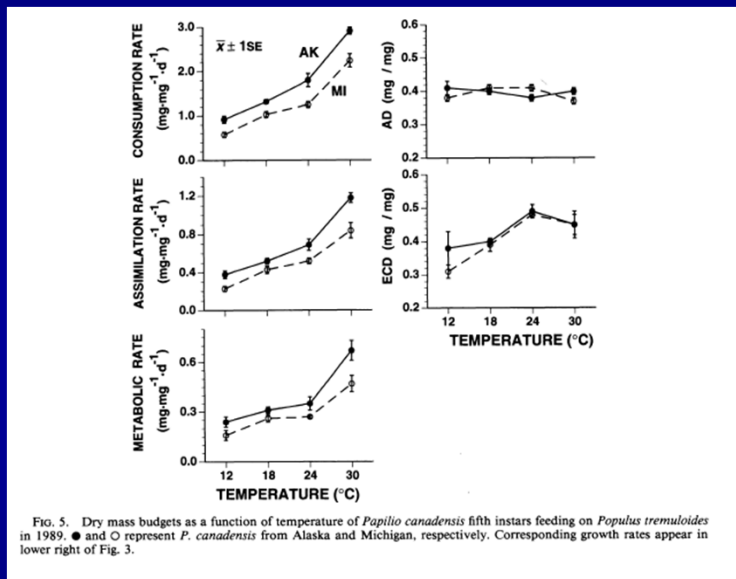 CONSUMPTION RATE
(mg·mg⁻¹·d⁻¹)
3.0
2.0
1.0
0.0
x̅ ± 1SE
AK
MI
AD (mg / mg)
0.6
0.5
0.4
0.3
0.2
ASSIMILATION RATE
(mg·mg⁻¹·d⁻¹)
1.2
0.8
0.4
0.0
ECD (mg / mg)
0.6
0.5
0.4
0.3
0.2
12 18 24 30
TEMPERATURE (°C)
METABOLIC RATE
(mg·mg⁻¹·d⁻¹)
0.6
0.3
0.0
12 18 24 30
TEMPERATURE (°C)
FIG. 5. Dry mass budgets as a function of temperature of Papilio canadensis fifth instars feeding on Populus tremuloides
in 1989. ● and ○ represent P. canadensis from Alaska and Michigan, respectively. Corresponding growth rates appear in
lower right of Fig. 3.